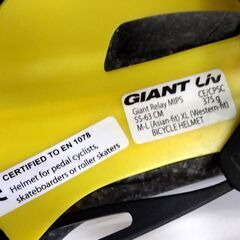 GIANT Liv
Giant Relay MIPS CE/CPSC
55-63 CM 375 g
M-L (Asian-fit) XL (Western-fit)
BICYCLE HELMET
CERTIFIED TO EN 1078
Helmet for pedal cyclists,
skateboarders or roller skaters